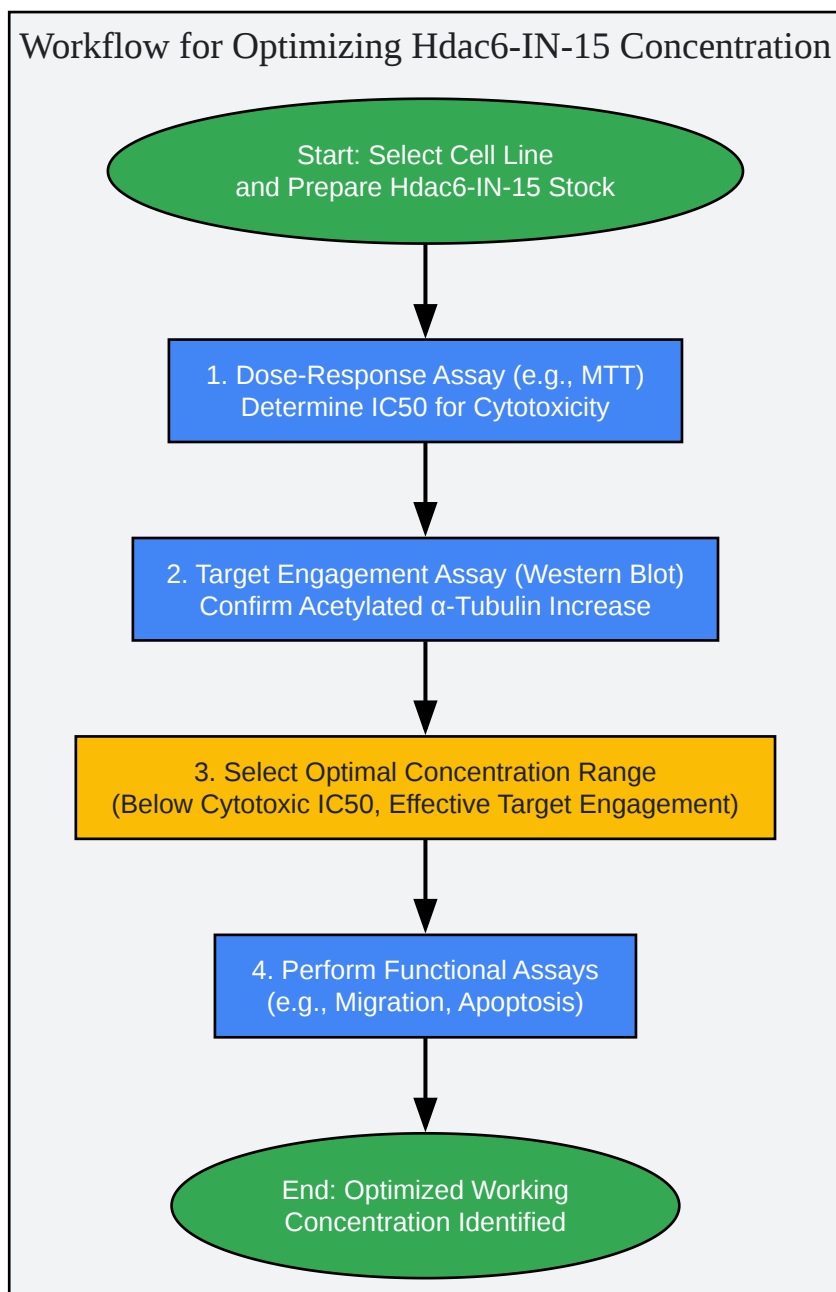 Workflow for Optimizing Hdac6-IN-15 Concentration
Start: Select Cell Line
and Prepare Hdac6-IN-15 Stock
1. Dose-Response Assay (e.g., MTT)
Determine IC50 for Cytotoxicity
2. Target Engagement Assay (Western Blot)
Confirm Acetylated α-Tubulin Increase
3. Select Optimal Concentration Range
(Below Cytotoxic IC50, Effective Target Engagement)
4. Perform Functional Assays
(e.g., Migration, Apoptosis)
End: Optimized Working
Concentration Identified